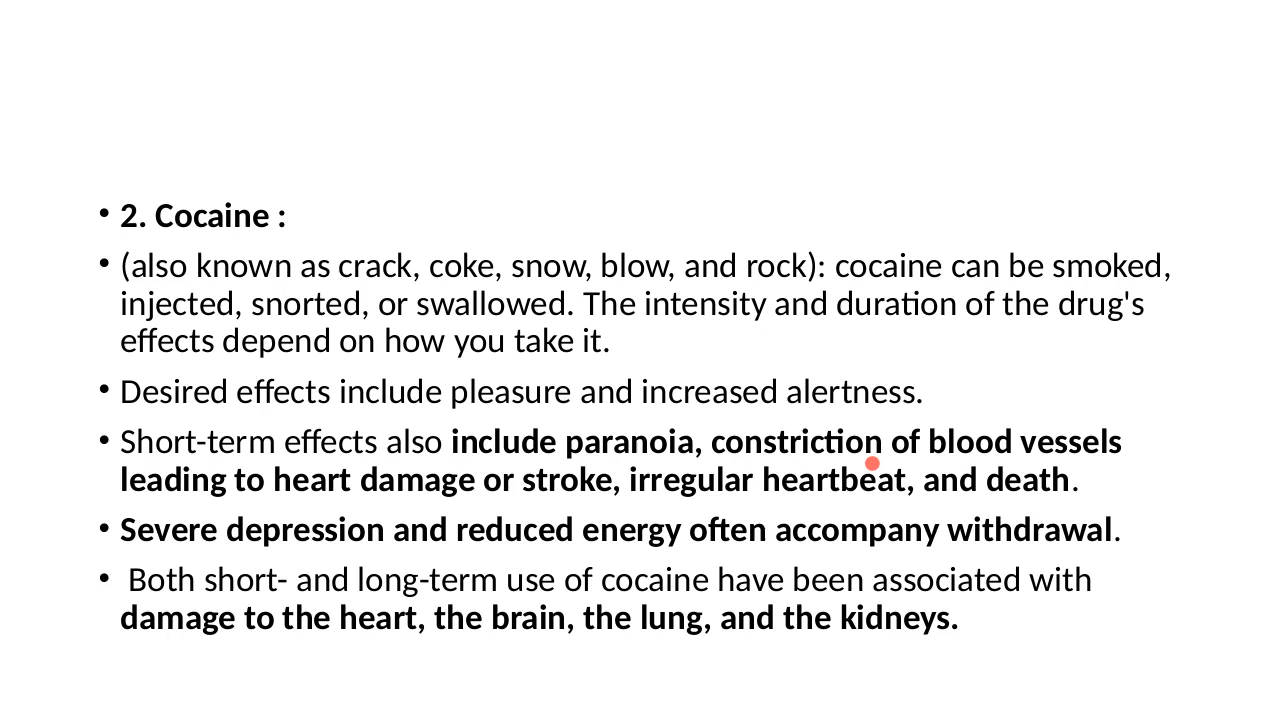 • 2. Cocaine :
• (also known as crack, coke, snow, blow, and rock): cocaine can be smoked,
injected, snorted, or swallowed. The intensity and duration of the drug's
effects depend on how you take it.
• Desired effects include pleasure and increased alertness.
• Short-term effects also include paranoia, constriction of blood vessels
leading to heart damage or stroke, irregular heartbeat, and death.
• Severe depression and reduced energy often accompany withdrawal.
• Both short- and long-term use of cocaine have been associated with
damage to the heart, the brain, the lung, and the kidneys.